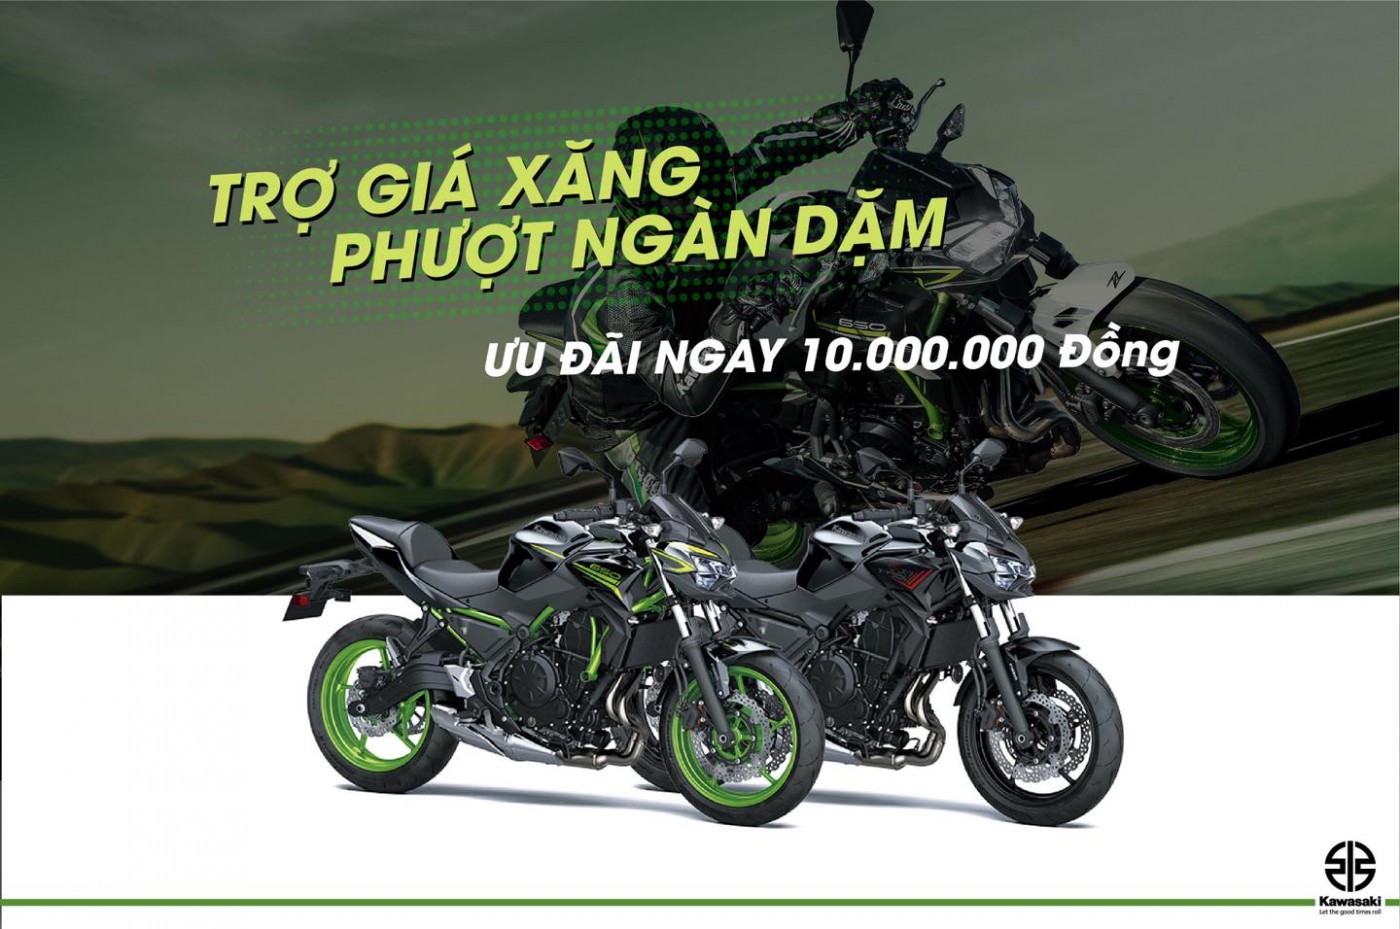 TRỢ GIÁ XĂNG
PHƯỢT NGÀN DẶM
ƯU ĐÃI NGAY 10.000.000 Đồng
650
Z
650
Kawasaki
Let the good times roll